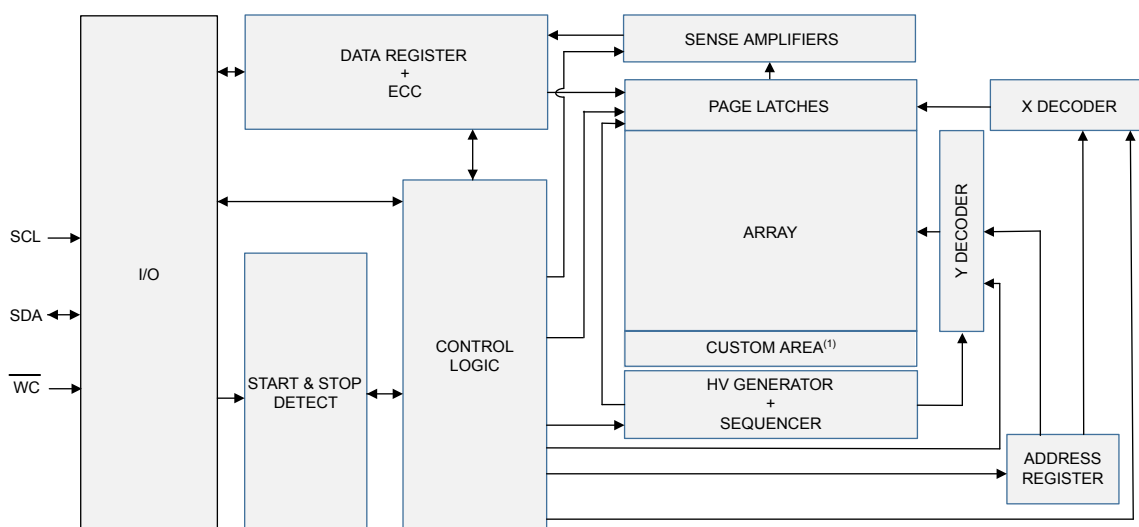 SENSE AMPLIFIERS
DATA REGISTER
+
ECC
PAGE LATCHES
X DECODER
Y DECODER
SCL
ARRAY
I/O
SDA
CONTROL
LOGIC
CUSTOM AREA(1)
WC
START & STOP
DETECT
HV GENERATOR
+
SEQUENCER
ADDRESS
REGISTER